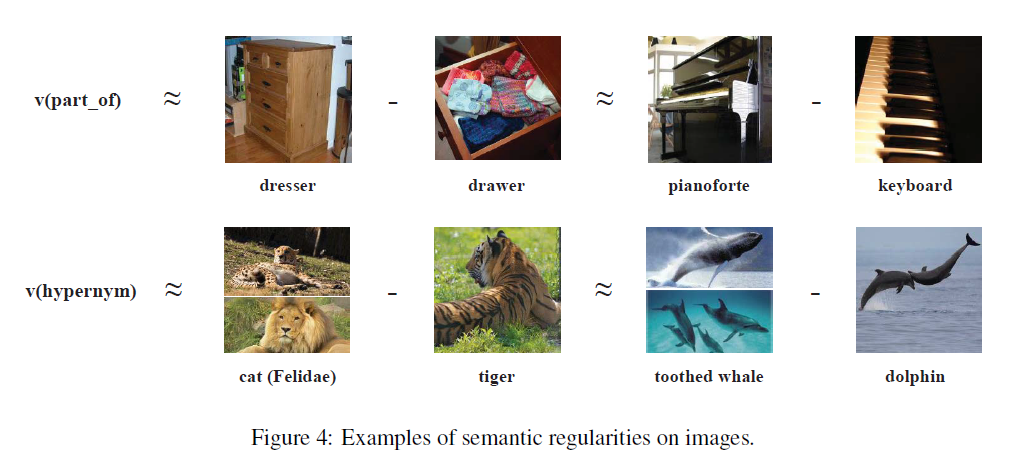 v(part_of) ≈ - ≈ -
dresser drawer pianoforte keyboard
v(hypernym) ≈ - ≈ -
cat (Felidae) tiger toothed whale dolphin
Figure 4: Examples of semantic regularities on images.